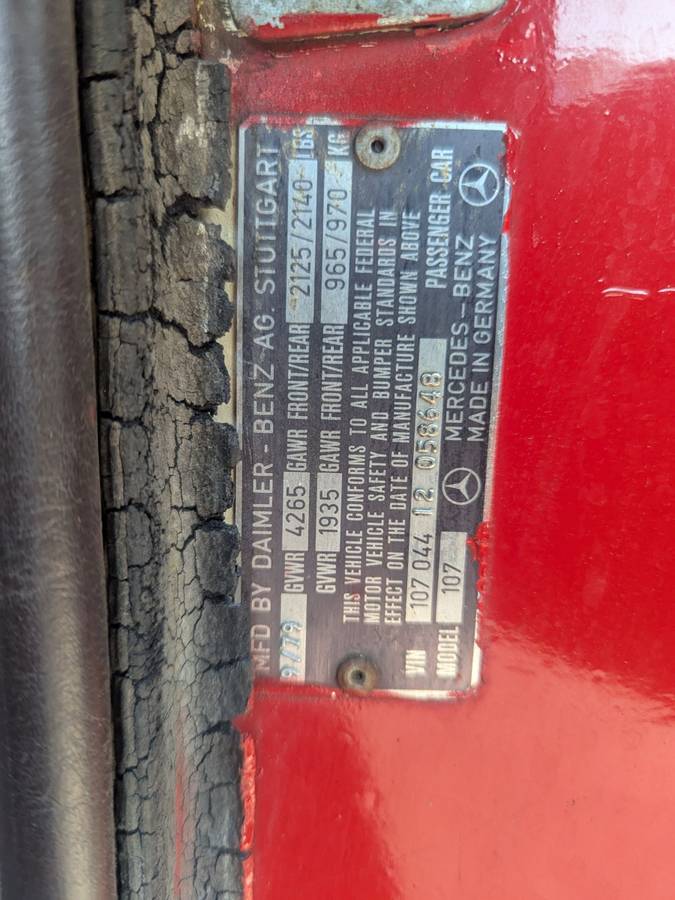 MFD BY DAIMLER-BENZ AG. STUTTGART
9/79 GVWR 4265 GAWR FRONT/REAR 2125/2140 LBS
GVWR 1935 GAWR FRONT/REAR 965/970 KG
THIS VEHICLE CONFORMS TO ALL APPLICABLE FEDERAL
MOTOR VEHICLE SAFETY AND BUMPER STANDARDS IN
EFFECT ON THE DATE OF MANUFACTURE SHOWN ABOVE
VIN 107 044 12 058648 PASSENGER CAR
MODEL 107 MERCEDES-BENZ
MADE IN GERMANY